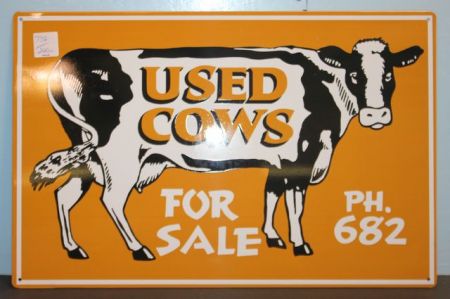 USED
COWS
FOR
SALE
PH.
682